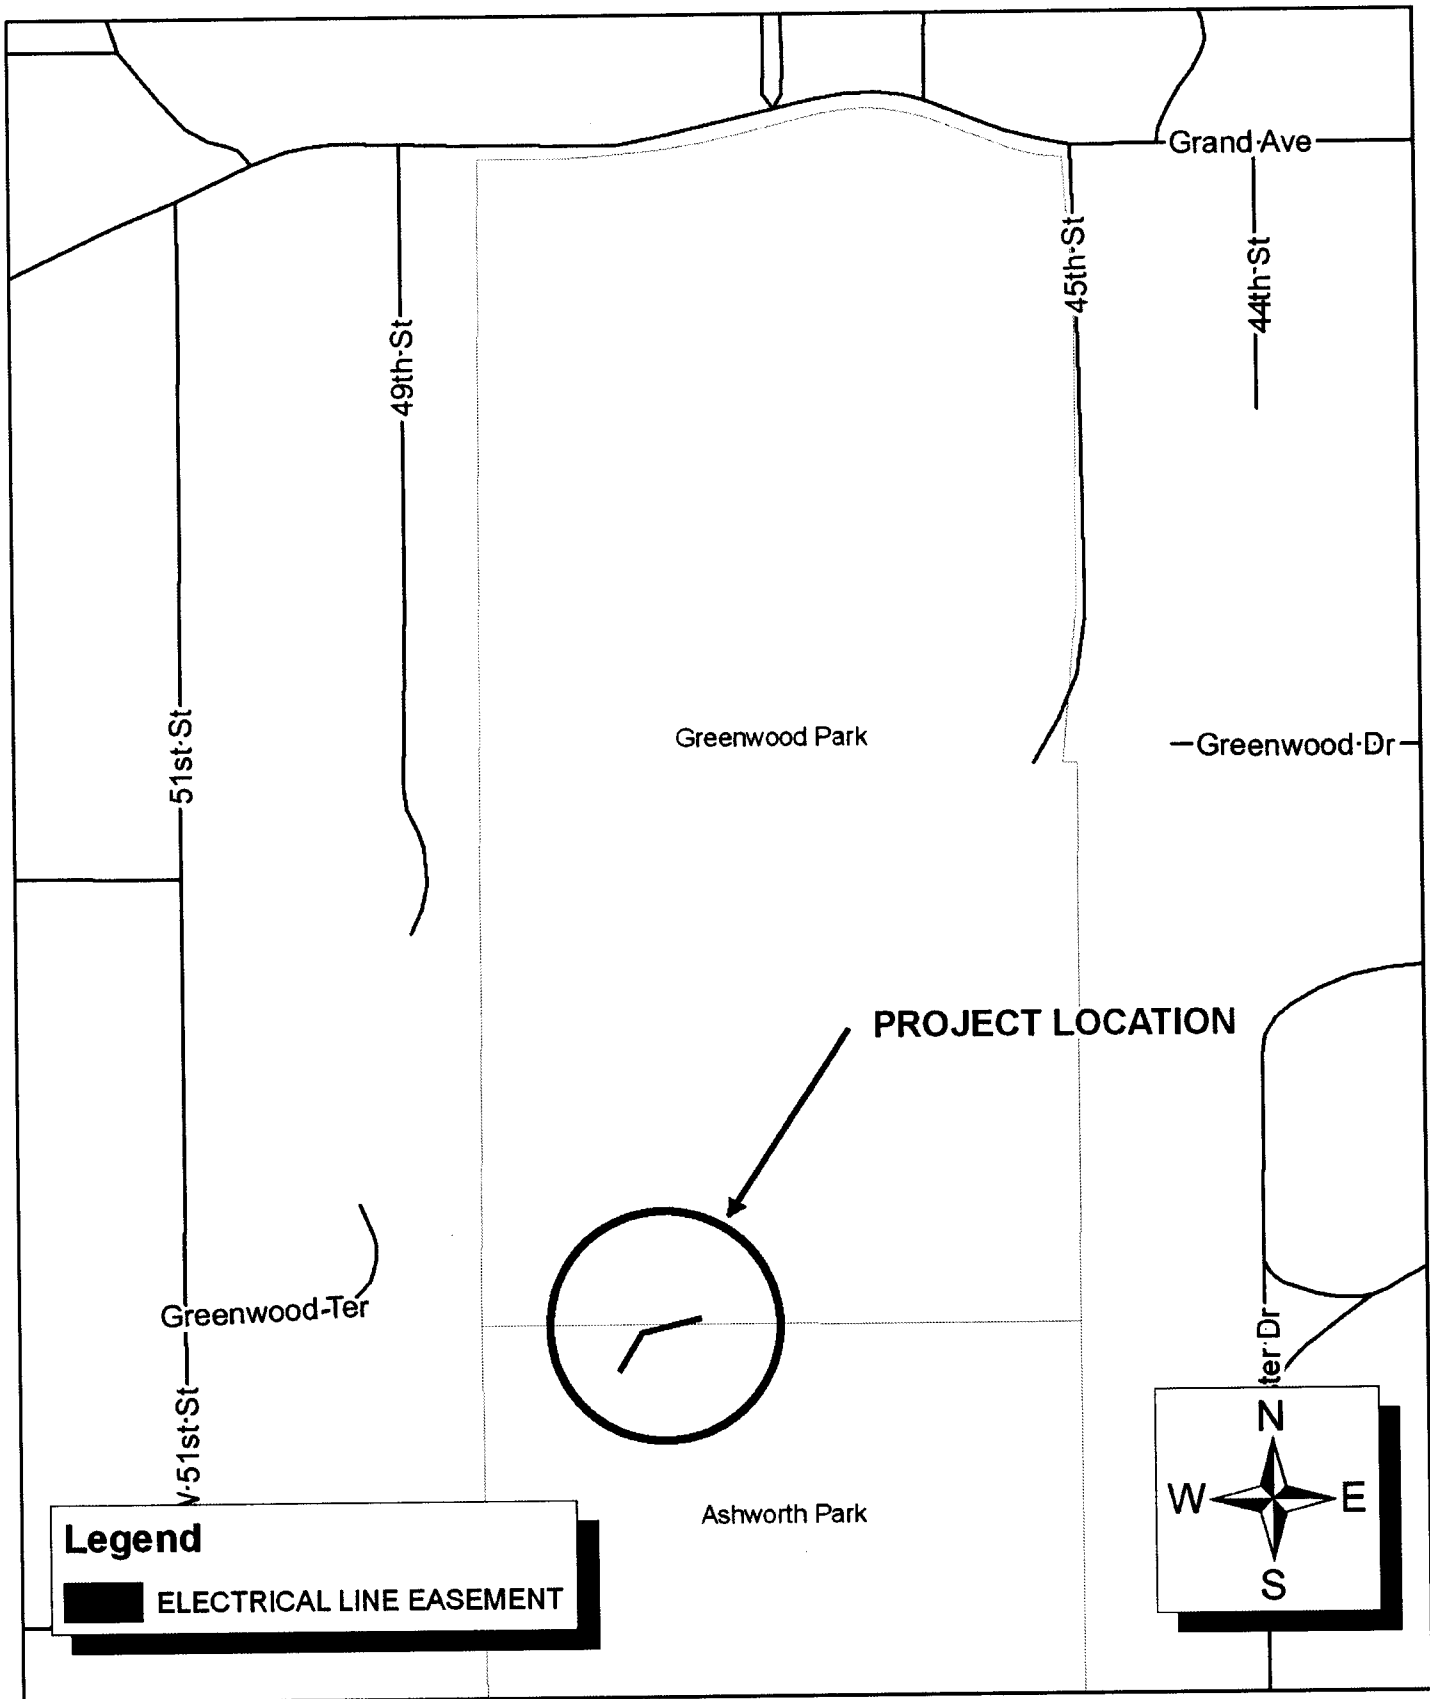 Grand Ave
45th St
44th St
49th St
51st St
Greenwood Park
Greenwood Dr
PROJECT LOCATION
Greenwood Ter
ter Dr
51st St
N
W E
S
Ashworth Park
Legend
ELECTRICAL LINE EASEMENT